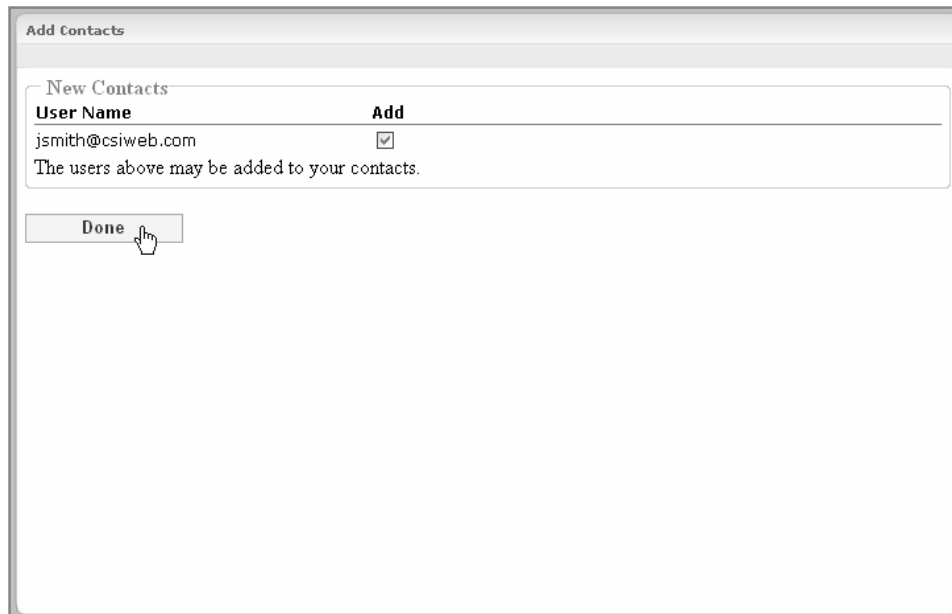 Add Contacts
New Contacts
User Name Add
jsmith@csiweb.com
The users above may be added to your contacts.
Done